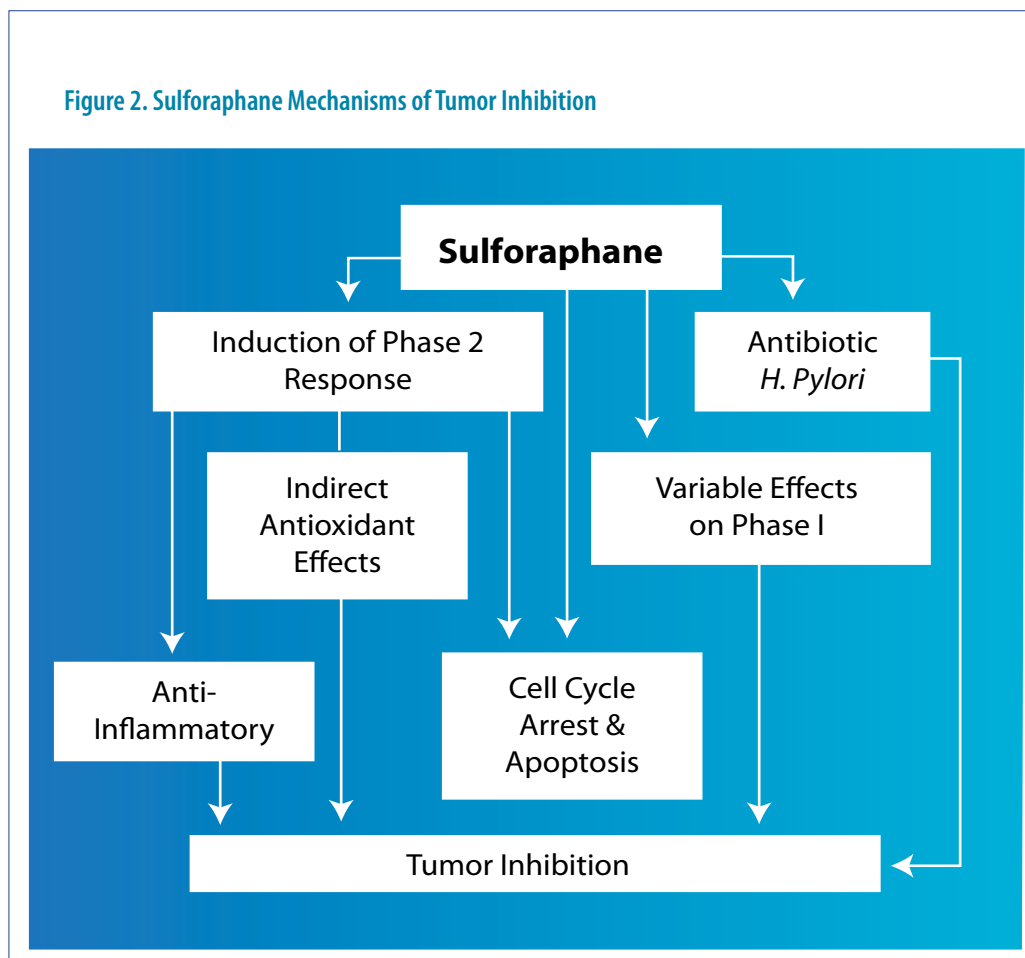 Figure 2. Sulforaphane Mechanisms of Tumor Inhibition
Sulforaphane
Induction of Phase 2
Response
Antibiotic
H. Pylori
Indirect
Antioxidant
Effects
Variable Effects
on Phase I
Anti-
Inflammatory
Cell Cycle
Arrest &
Apoptosis
Tumor Inhibition